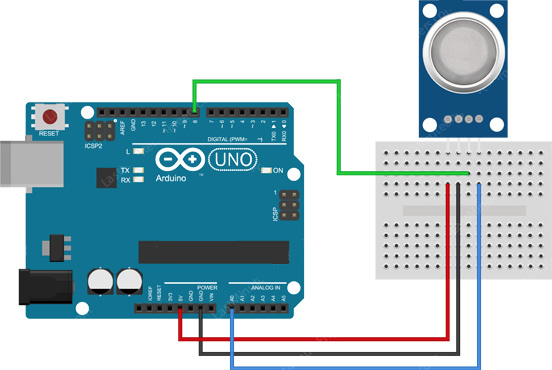 RESET
ICSP2
AREF
GND
13
12
~11
~10
~9
8
7
~6
~5
4
~3
2
TX0 ▶ 1
RX0 ◀ 0
DIGITAL (PWM~)
L
TX
RX
UNO
Arduino
™
ON
1
ICSP
IOREF
RESET
3V3
5V
GND
GND
VIN
POWER
ANALOG IN
A0
A1
A2
A3
A4
A5